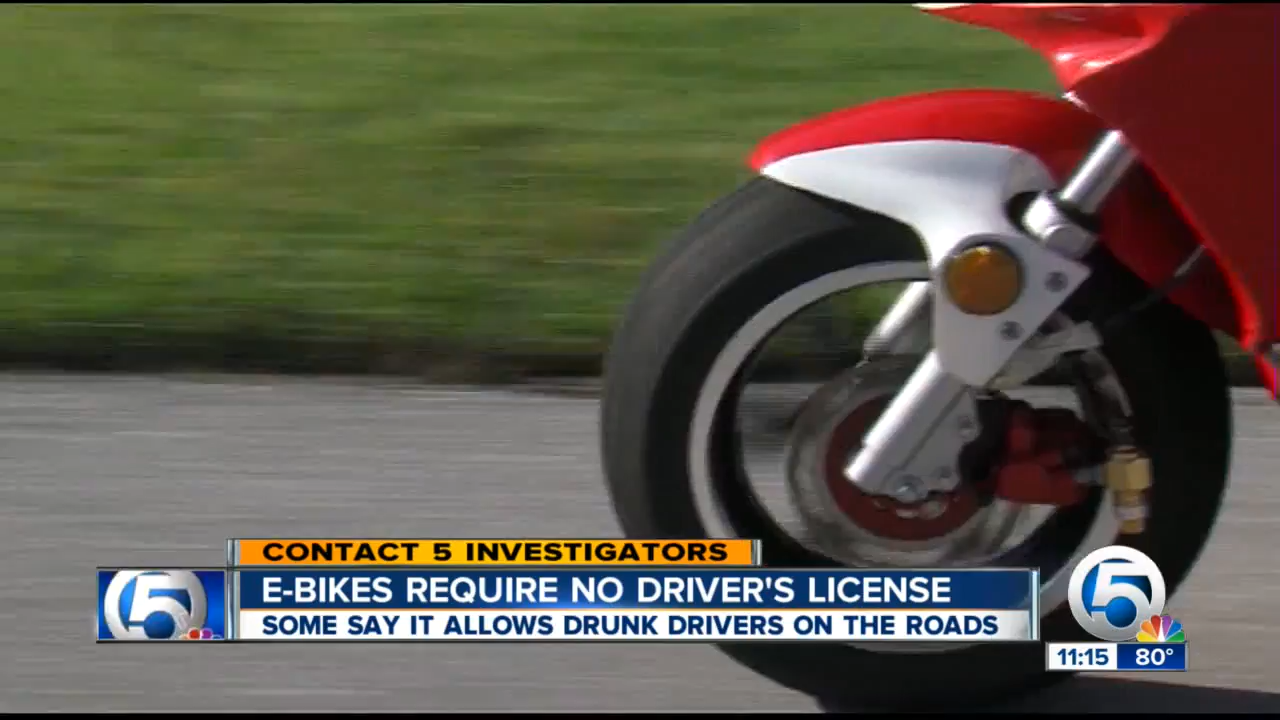 CONTACT 5 INVESTIGATORS
5
E-BIKES REQUIRE NO DRIVER'S LICENSE
SOME SAY IT ALLOWS DRUNK DRIVERS ON THE ROADS
5
11:15 80°